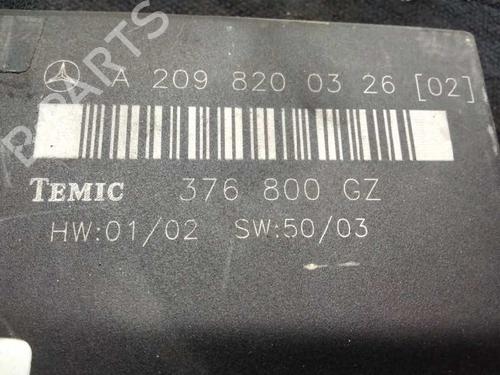 A 209 820 03 26 [02]
TEMIC 376 800 GZ
HW:01/02 SW:50/03
B-PARTS